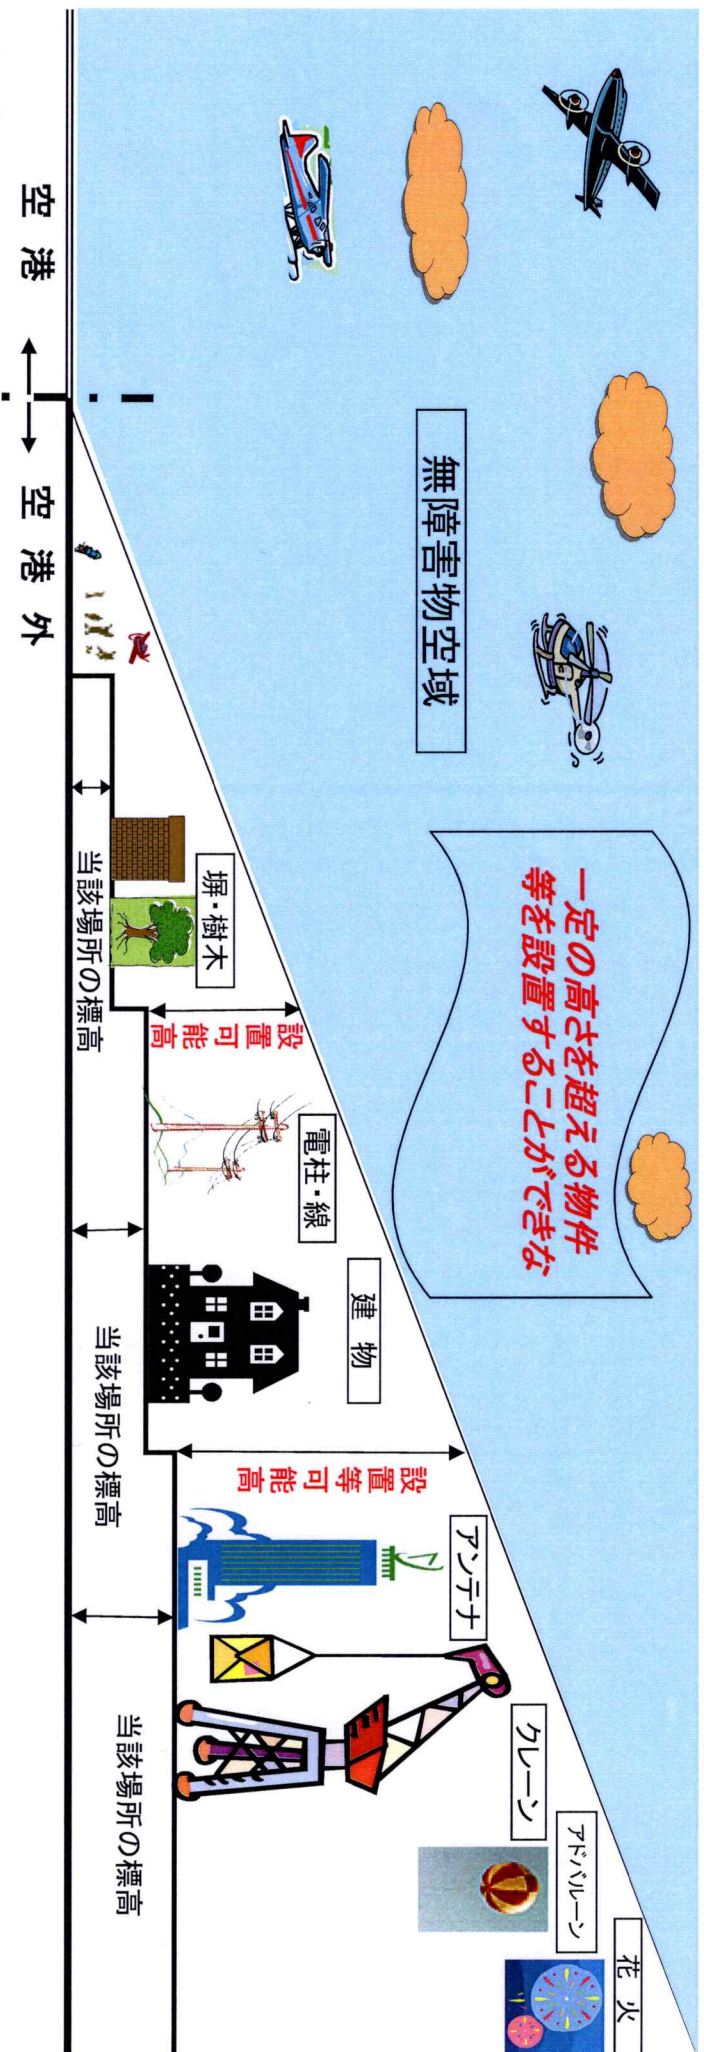 無障害物空域
一定の高さを超える物件
等を設置することができな
花火
アドバルーン
クレーン
アンテナ
建物
電柱・線
塀・樹木
設置可能高
設置等可能高
当該場所の標高
当該場所の標高
当該場所の標高
空港 ←→ 空港外